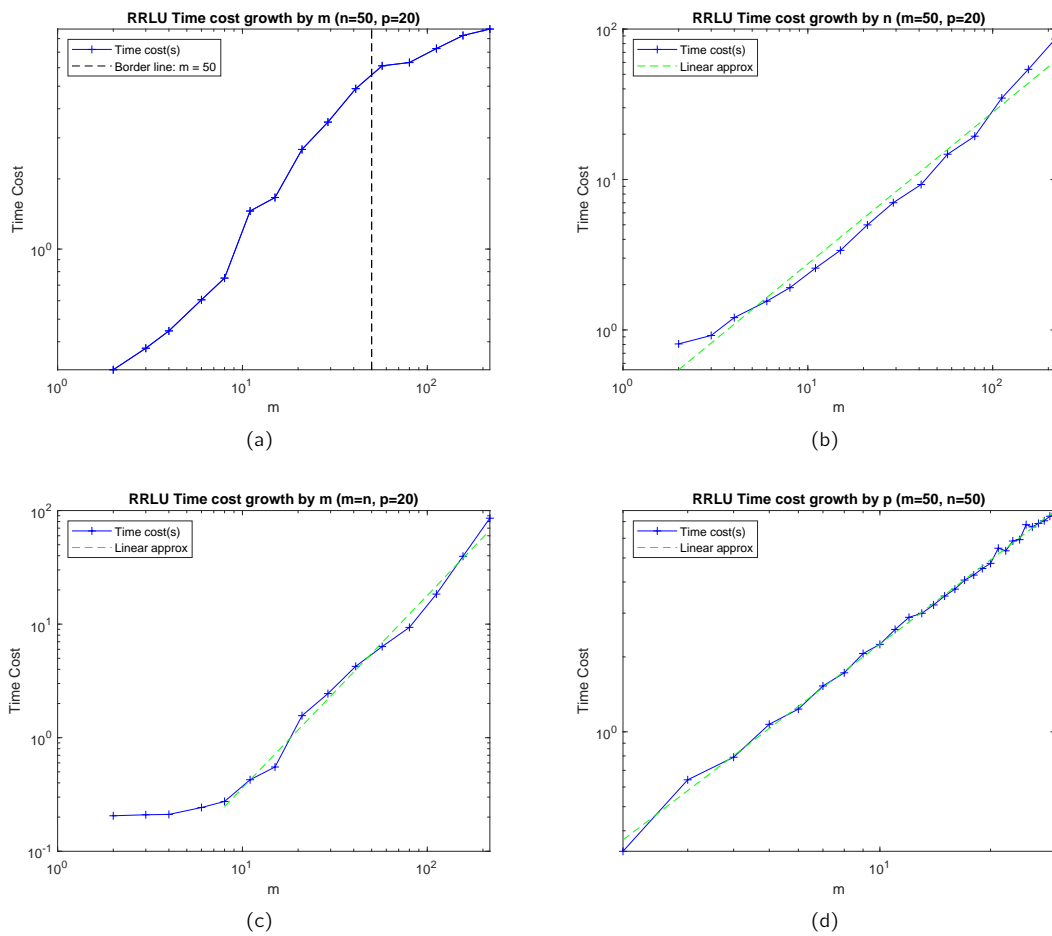 RRLU Time cost growth by m (n=50, p=20)
Time cost(s)
Border line: m = 50
Time Cost
10^0
10^0
10^1
10^2
m
(a)
RRLU Time cost growth by n (m=50, p=20)
Time cost(s)
Linear approx
Time Cost
10^2
10^1
10^0
10^0
10^1
10^2
m
(b)
RRLU Time cost growth by m (m=n, p=20)
Time cost(s)
Linear approx
Time Cost
10^2
10^1
10^0
10^-1
10^0
10^1
10^2
m
(c)
RRLU Time cost growth by p (m=50, n=50)
Time cost(s)
Linear approx
Time Cost
10^0
10^1
m
(d)